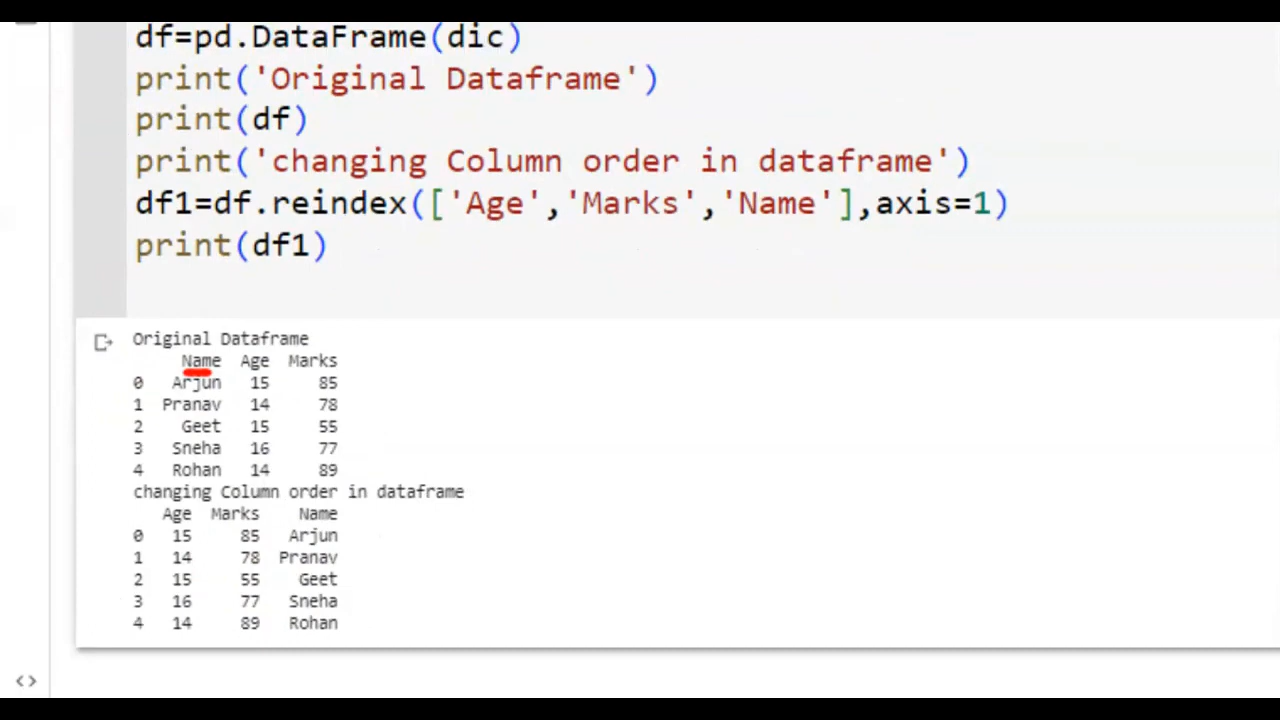 df=pd.DataFrame(dic)
print('Original Dataframe')
print(df)
print('changing Column order in dataframe')
df1=df.reindex(['Age','Marks','Name'],axis=1)
print(df1)
Original Dataframe
Name Age Marks
0 Arjun 15 85
1 Pranav 14 78
2 Geet 15 55
3 Sneha 16 77
4 Rohan 14 89
changing Column order in dataframe
Age Marks Name
0 15 85 Arjun
1 14 78 Pranav
2 15 55 Geet
3 16 77 Sneha
4 14 89 Rohan